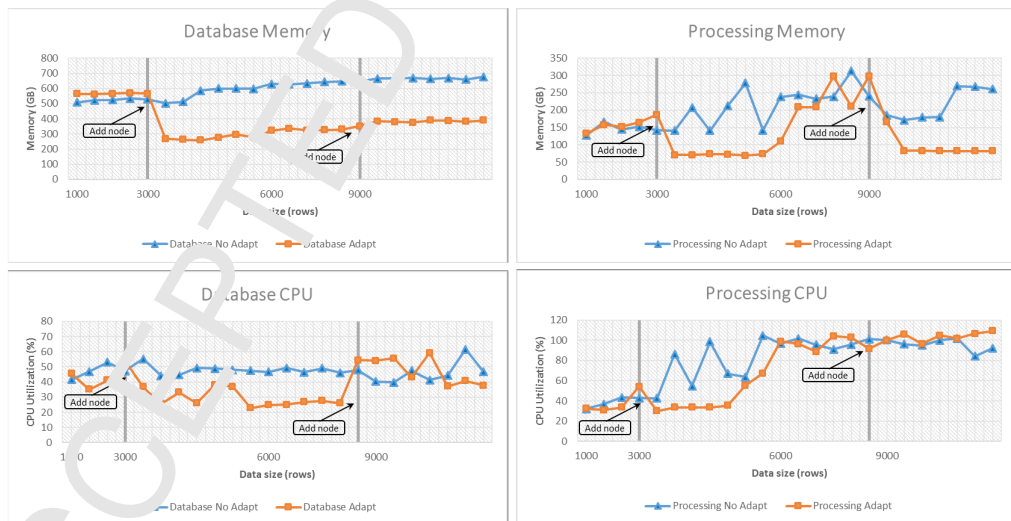 Database Memory
Memory (GB)
800
700
600
500
400
300
200
100
0
Add node
1000
3000
6000
9000
Data size (rows)
Database No Adapt
Database Adapt
Processing Memory
Memory (GB)
350
300
250
200
150
100
50
0
Add node
Add node
1000
3000
6000
9000
Data size (rows)
Processing No Adapt
Processing Adapt
Database CPU
CPU Utilization (%)
80
70
60
50
40
30
20
10
0
Add node
Add node
3000
9000
Data size (rows)
Database No Adapt
Database Adapt
Processing CPU
CPU Utilization (%)
120
100
80
60
40
20
0
Add node
Add node
1000
3000
6000
9000
Data size (rows)
Processing No Adapt
Processing Adapt
CCEPTED